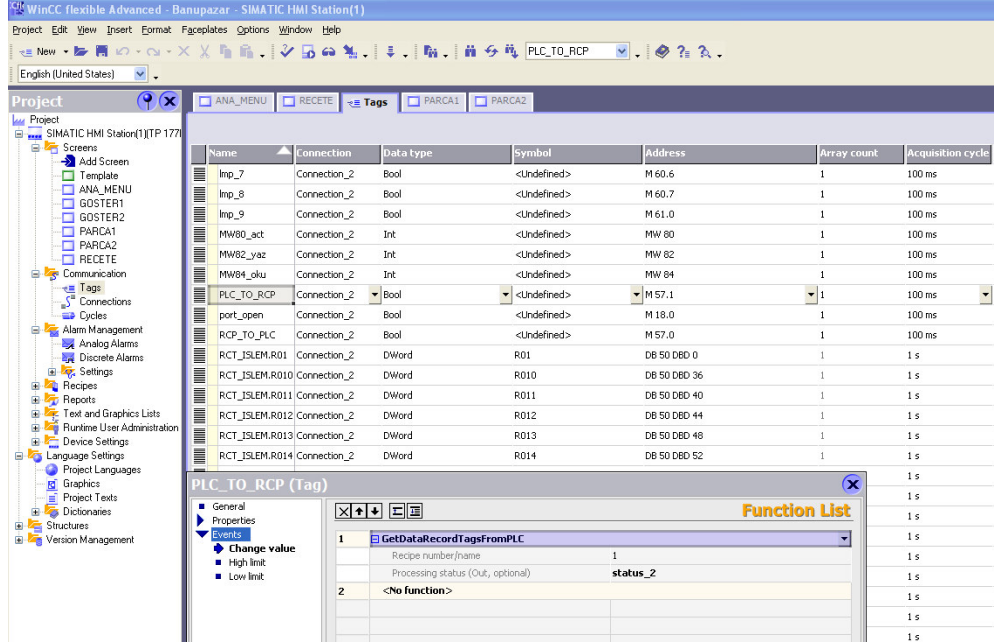 WinCC flexible Advanced - Banupazar - SIMATIC HMI Station(1)
Project Edit View Insert Format Faceplates Options Window Help
New PLC_TO_RCP
English (United States)
Project ANA_MENU RECETE Tags PARCA1 PARCA2
Project
SIMATIC HMI Station(1)(TP 177
Screens
Add Screen
Template
ANA_MENU
GOSTER1
GOSTER2
PARCA1
PARCA2
RECETE
Communication
Tags
Connections
Cycles
Alarm Management
Analog Alarms
Discrete Alarms
Settings
Recipes
Reports
Text and Graphics Lists
Runtime User Administration
Device Settings
Language Settings
Project Languages
Graphics
Project Texts
Dictionaries
Structures
Version Management
Name Connection Data type Symbol Address Array count Acquisition cycle
lmp_7 Connection_2 Bool <Undefined> M 60.6 1 100 ms
lmp_8 Connection_2 Bool <Undefined> M 60.7 1 100 ms
lmp_9 Connection_2 Bool <Undefined> M 61.0 1 100 ms
MW80_act Connection_2 Int <Undefined> MW 80 1 100 ms
MW82_yaz Connection_2 Int <Undefined> MW 82 1 100 ms
MW84_oku Connection_2 Int <Undefined> MW 84 1 100 ms
PLC_TO_RCP Connection_2 Bool <Undefined> M 57.1 1 100 ms
port_open Connection_2 Bool <Undefined> M 18.0 1 100 ms
RCP_TO_PLC Connection_2 Bool <Undefined> M 57.0 1 100 ms
RCT_ISLEM.R01 Connection_2 DWord R01 DB 50 DBD 0 1 1 s
RCT_ISLEM.R010 Connection_2 DWord R010 DB 50 DBD 36 1 1 s
RCT_ISLEM.R011 Connection_2 DWord R011 DB 50 DBD 40 1 1 s
RCT_ISLEM.R012 Connection_2 DWord R012 DB 50 DBD 44 1 1 s
RCT_ISLEM.R013 Connection_2 DWord R013 DB 50 DBD 48 1 1 s
RCT_ISLEM.R014 Connection_2 DWord R014 DB 50 DBD 52 1 1 s
1 s
1 s
1 s
1 s
1 s
1 s
1 s
1 s
1 s
PLC_TO_RCP (Tag)
General
Properties
Events
Change value
High limit
Low limit
Function List
1 GetDataRecordTagsFromPLC
Recipe number/name 1
Processing status (Out, optional) status_2
2 <No function>